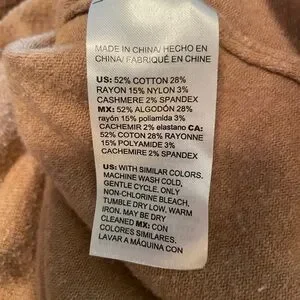 MADE IN CHINA/ HECHO EN
CHINA/ FABRIQUÉ EN CHINE
US: 52% COTTON 28%
RAYON 15% NYLON 3%
CASHMERE 2% SPANDEX
MX: 52% ALGODÓN 28%
rayón 15% poliamida 3%
CACHEMIR 2% elastano CA:
52% COTON 28% RAYONNE
15% POLYAMIDE 3%
CACHEMIRE 2% SPANDEX
US: WITH SIMILAR COLORS.
MACHINE WASH COLD,
GENTLE CYCLE. ONLY
NON-CHLORINE BLEACH,
TUMBLE DRY LOW, WARM
IRON. MAY BE DRY
CLEANED MX: CON
COLORES SIMILARES.
LAVAR A MÁQUINA CON